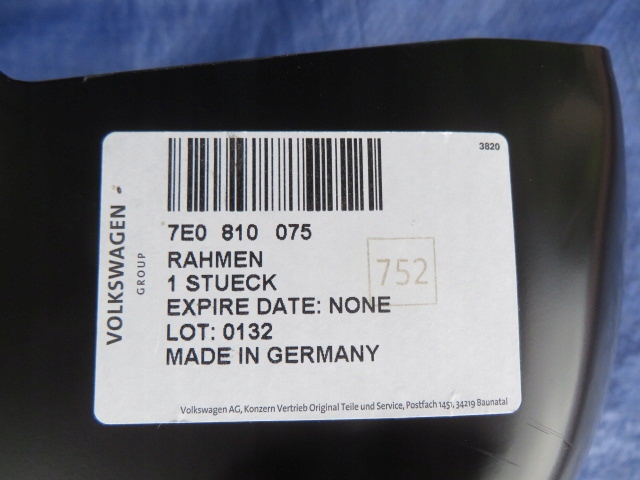 3820
7E0 810 075
RAHMEN
1 STUECK
752
EXPIRE DATE: NONE
LOT: 0132
MADE IN GERMANY
VOLKSWAGEN
GROUP
Volkswagen AG, Konzern Vertrieb Original Teile und Service, Postfach 1451, 34219 Baunatal